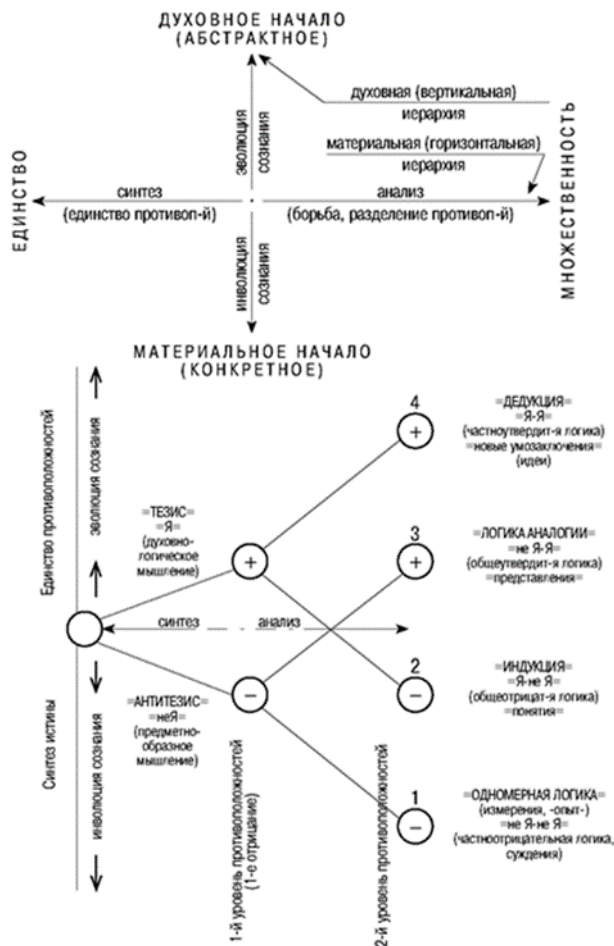 ДУХОВНОЕ НАЧАЛО
(АБСТРАКТНОЕ)
духовная (вертикальная)
иерархия
материальная (горизонтальная)
иерархия
ЭВОЛЮЦИЯ
СОЗНАНИЯ
ЕДИНСТВО
МНОЖЕСТВЕННОСТЬ
синтез
(единство противоп-й)
анализ
(борьба, разделение противоп-й)
ИНВОЛЮЦИЯ
СОЗНАНИЯ
МАТЕРИАЛЬНОЕ НАЧАЛО
(КОНКРЕТНОЕ)
Единство противоположностей
эволюция сознания
4
+
=ДЕДУКЦИЯ=
=Я-Я=
(частноутвердит-я логика)
=новые умозаключения=
(идеи)
=ТЕЗИС=
=Я=
(духовно-
логическое
мышление)
+
3
+
=ЛОГИКА АНАЛОГИИ=
=не Я-Я=
(общеутвердит-я логика)
=представления=
синтез
анализ
Синтез истины
инволюция сознания
=АНТИТЕЗИС=
=неЯ=
(предметно-
образное
мышление)
−
2
−
=ИНДУКЦИЯ=
=Я-не Я=
(общеотрицат-я логика)
=понятия=
1
−
=ОДНОМЕРНАЯ ЛОГИКА=
(измерения, -опыт-)
=не Я-не Я=
(частноотрицательная логика,
суждения)
1-й уровень противоположностей
(1-е отрицание)
2-й уровень противоположностей